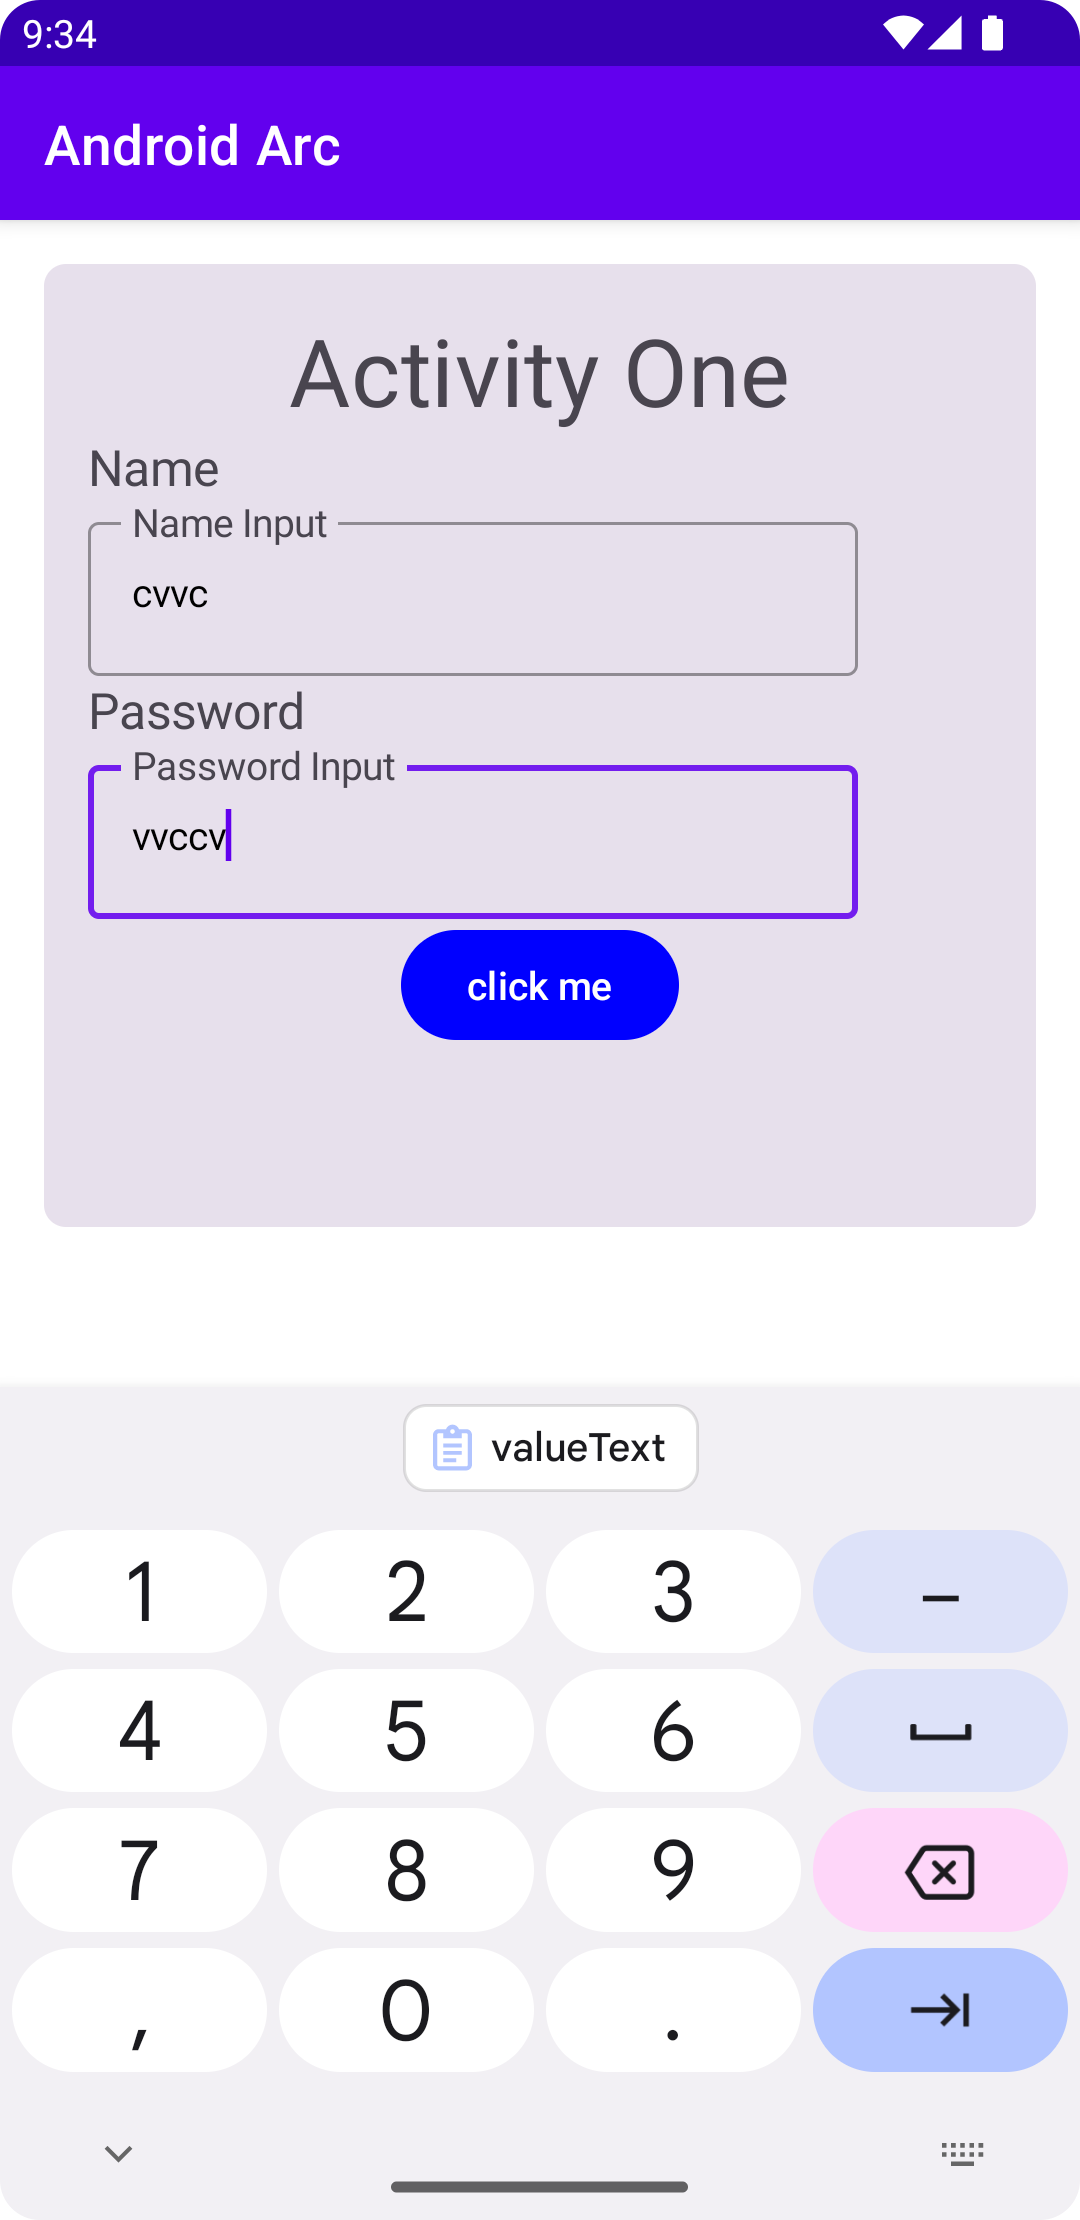 9:34
Android Arc
Activity One
Name
Name Input
cvvc
Password
Password Input
vvccv
click me
valueText
1 2 3 –
4 5 6
7 8 9
, 0 .